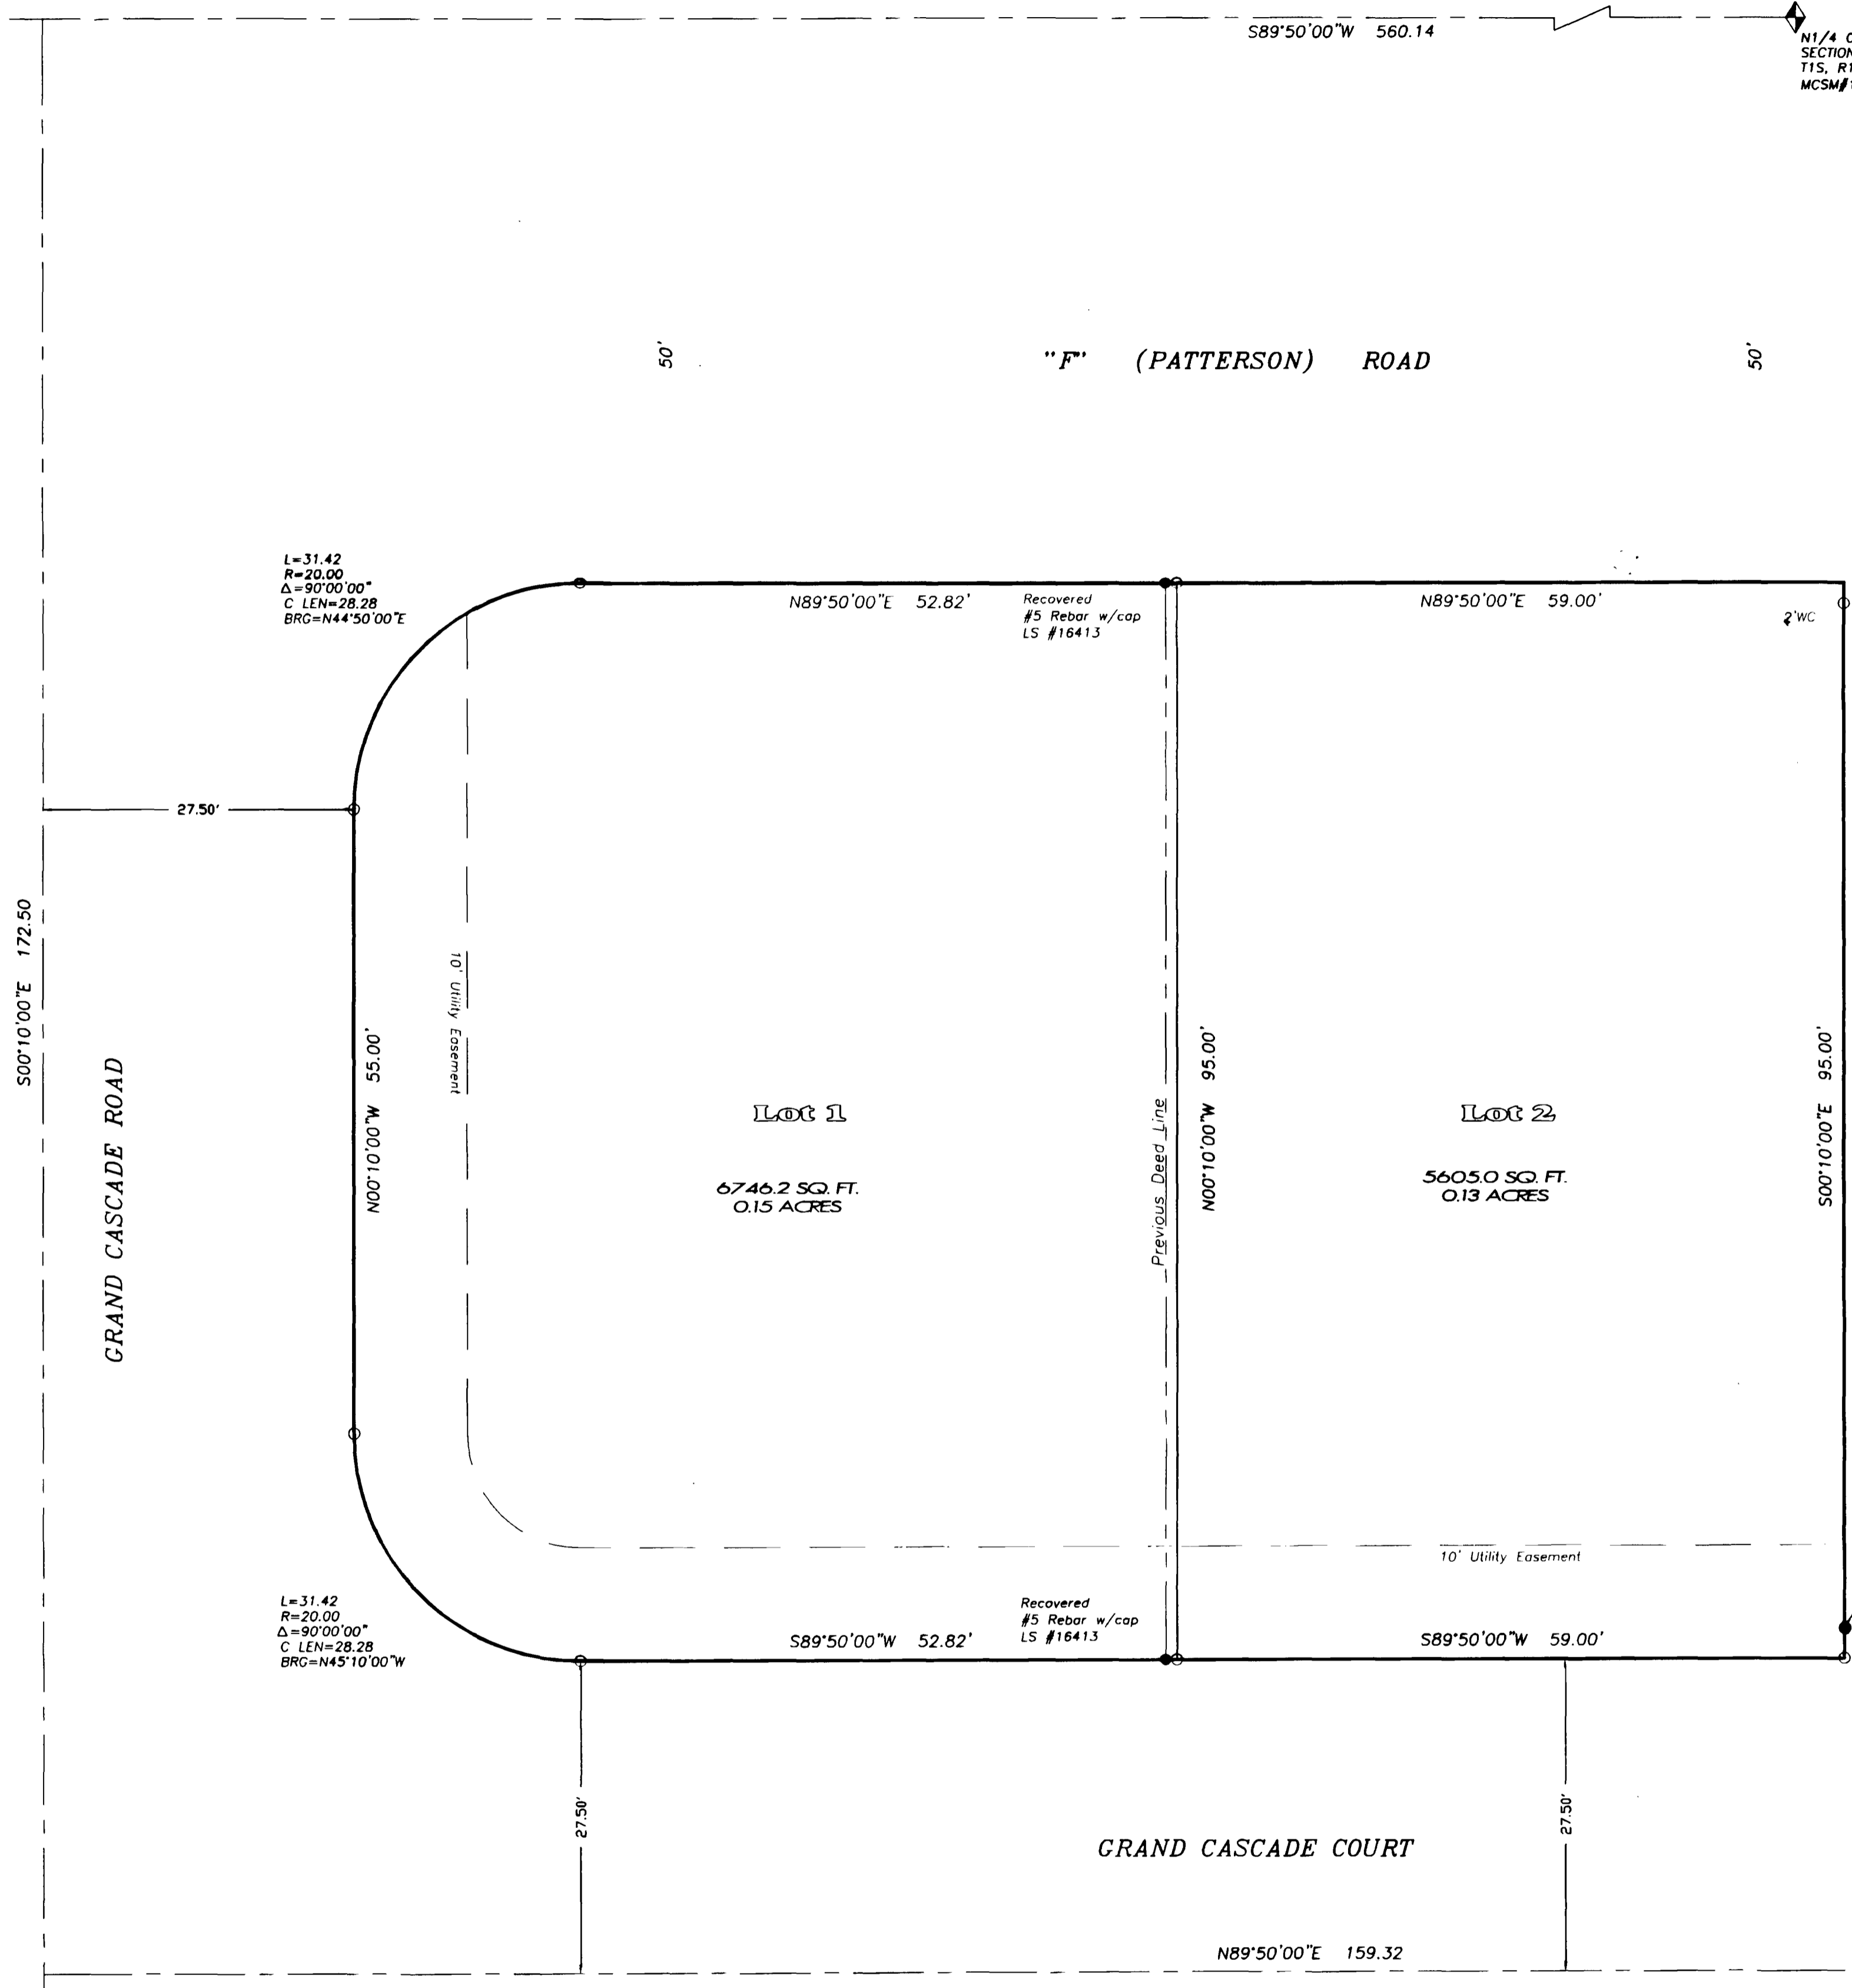 S89°50'00"W 560.14
N1/4
SECTION
T1S,
MCSM#
50'
"F" (PATTERSON) ROAD
50'
L=31.42
R=20.00
Δ=90°00'00"
C LEN=28.28
BRG=N44°50'00"E
N89°50'00"E 52.82'
Recovered
#5 Rebar w/cap
LS #16413
N89°50'00"E 59.00'
2'WC
27.50'
S00°10'00"E 172.50
GRAND CASCADE ROAD
N00°10'00"W 55.00'
10' Utility Easement
Lot 1
6746.2 SQ. FT.
0.15 ACRES
Previous Deed Line
N00°10'00"W 95.00'
Lot 2
5605.0 SQ. FT.
0.13 ACRES
S00°10'00"E 95.00'
10' Utility Easement
L=31.42
R=20.00
Δ=90°00'00"
C LEN=28.28
BRG=N45°10'00"W
S89°50'00"W 52.82'
Recovered
#5 Rebar w/cap
LS #16413
S89°50'00"W 59.00'
27.50'
27.50'
GRAND CASCADE COURT
N89°50'00"E 159.32